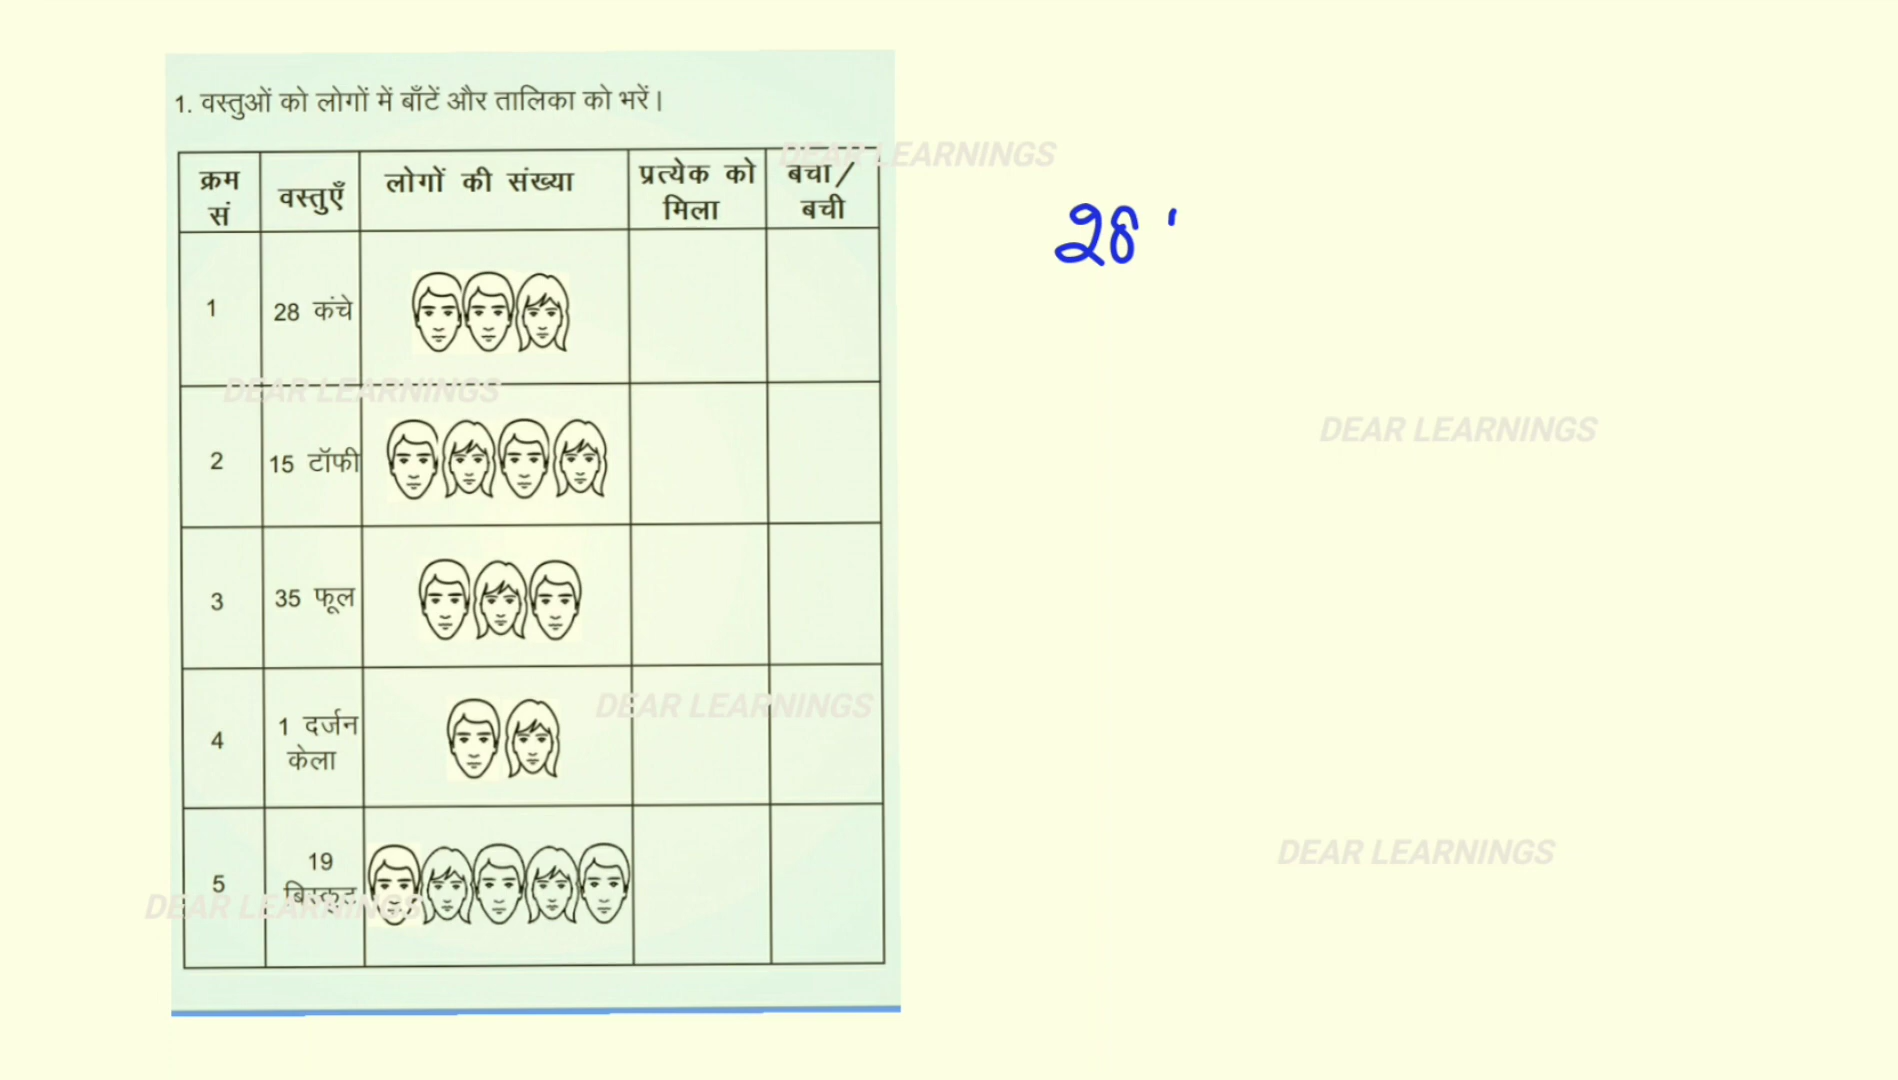 1. वस्तुओं को लोगों में बाँटें और तालिका को भरें।
क्रम सं	वस्तुएँ	लोगों की संख्या	प्रत्येक को मिला	बचा/ बची
1	28 कंचे
2	15 टॉफी
3	35 फूल
4	1 दर्जन केला
5	19 बिस्कुट
28
DEAR LEARNINGS
DEAR LEARNINGS
DEAR LEARNINGS
DEAR LEARNINGS
DEAR LEARNINGS
DEAR LEARNINGS